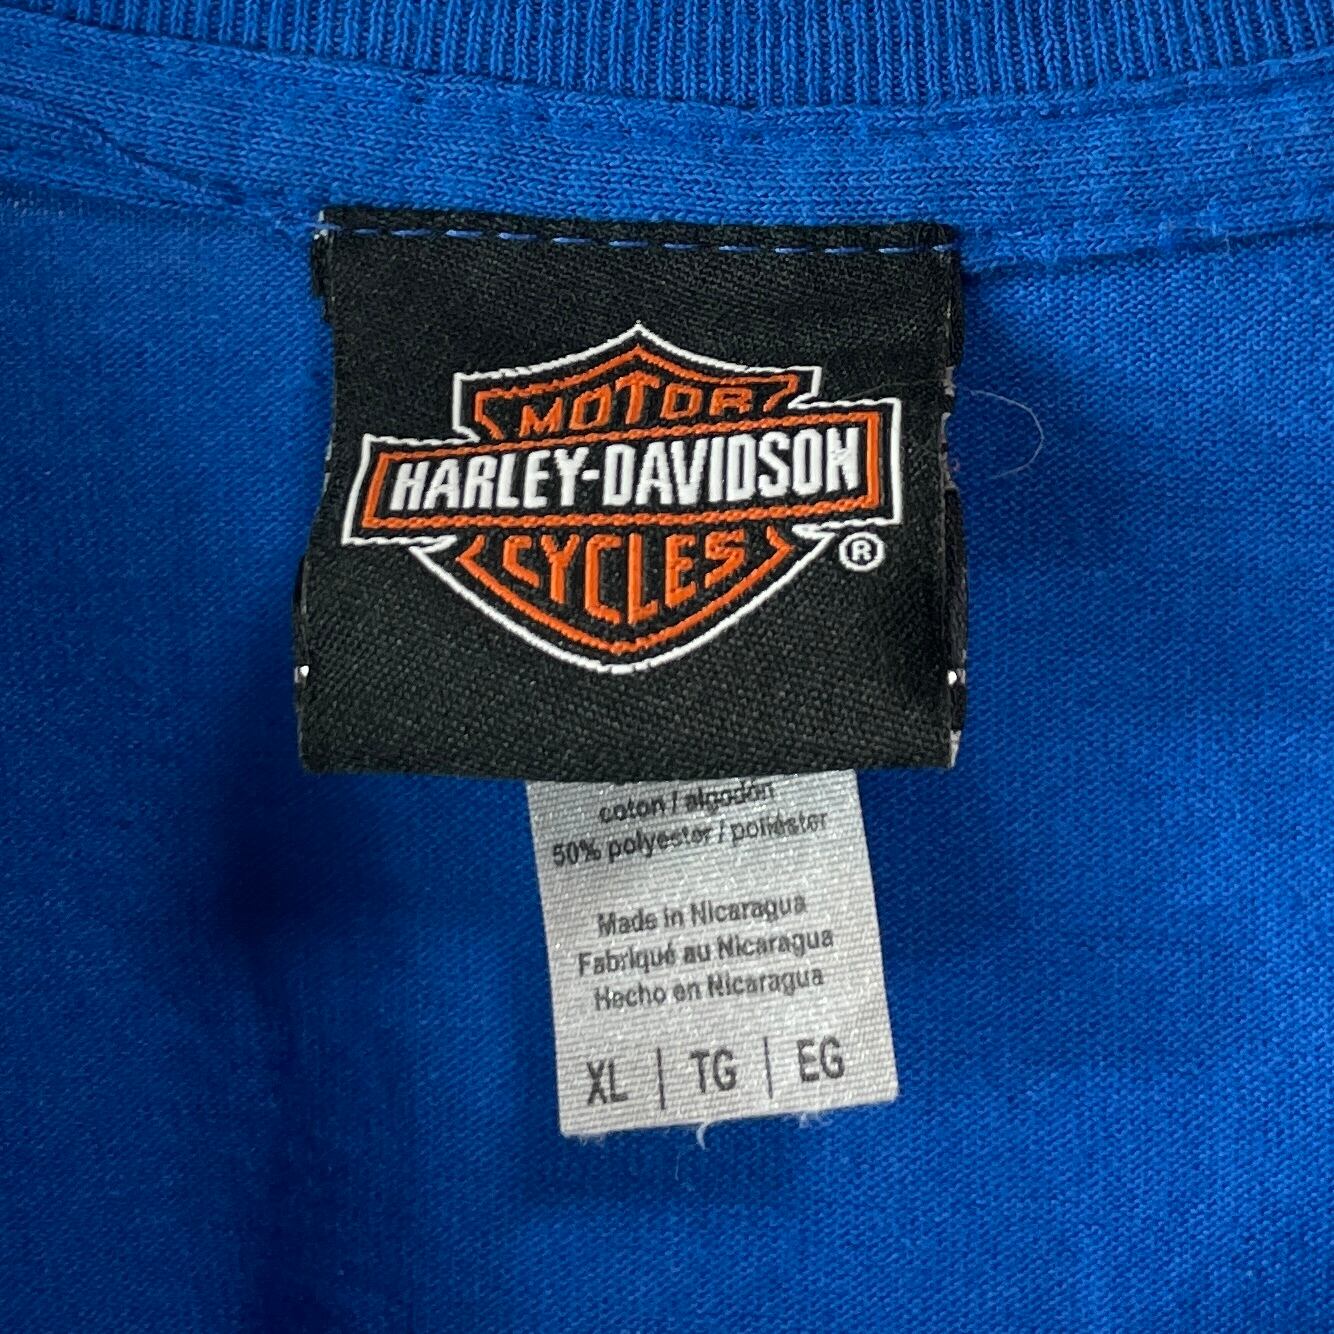 MOTOR
HARLEY-DAVIDSON
CYCLES
®
coton / algodón
50% polyester / poliéster
Made in Nicaragua
Fabriqué au Nicaragua
Hecho en Nicaragua
XL | TG | EG